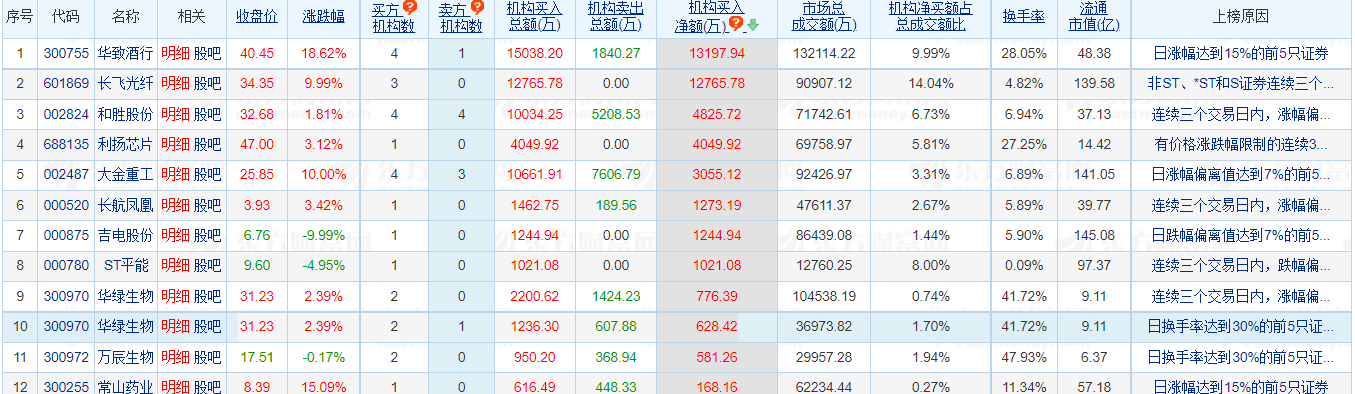 序号 代码 名称 相关 收盘价 涨跌幅 买方 机构数 卖方 机构数 机构买入 总额(万) 机构卖出 总额(万) 机构买入 净额(万) 市场总 成交额(万) 机构净买额占 总成交额比 换手率 流通 市值(亿) 上榜原因
1 300755 华致酒行 明细 股吧 40.45 18.62% 4 1 15038.20 1840.27 13197.94 132114.22 9.99% 28.05% 48.38 日涨幅达到15%的前5只证券
2 601869 长飞光纤 明细 股吧 34.35 9.99% 3 0 12765.78 0.00 12765.78 90907.12 14.04% 4.82% 139.58 非ST、*ST和S证券连续三个...
3 002824 和胜股份 明细 股吧 32.68 1.81% 4 4 10034.25 5208.53 4825.72 71742.61 6.73% 6.94% 37.13 连续三个交易日内，涨幅偏...
4 688135 利扬芯片 明细 股吧 47.00 3.12% 1 0 4049.92 0.00 4049.92 69758.97 5.81% 27.25% 14.42 有价格涨跌幅限制的连续3...
5 002487 大金重工 明细 股吧 25.85 10.00% 4 3 10661.91 7606.79 3055.12 92426.97 3.31% 6.89% 141.05 日涨幅偏离值达到7%的前5...
6 000520 长航凤凰 明细 股吧 3.93 3.42% 1 0 1462.75 189.56 1273.19 47611.37 2.67% 5.89% 39.77 连续三个交易日内，涨幅偏...
7 000875 吉电股份 明细 股吧 6.76 -9.99% 1 0 1244.94 0.00 1244.94 86439.08 1.44% 5.90% 145.08 日跌幅偏离值达到7%的前5...
8 000780 ST平能 明细 股吧 9.60 -4.95% 1 0 1021.08 0.00 1021.08 12760.25 8.00% 0.09% 97.37 连续三个交易日内，跌幅偏...
9 300970 华绿生物 明细 股吧 31.23 2.39% 2 0 2200.62 1424.23 776.39 104538.19 0.74% 41.72% 9.11 连续三个交易日内，涨幅偏...
10 300970 华绿生物 明细 股吧 31.23 2.39% 2 1 1236.30 607.88 628.42 36973.82 1.70% 41.72% 9.11 日换手率达到30%的前5只证...
11 300972 万辰生物 明细 股吧 17.51 -0.17% 2 0 950.20 368.94 581.26 29957.28 1.94% 47.93% 6.37 日换手率达到30%的前5只证...
12 300255 常山药业 明细 股吧 8.39 15.09% 1 0 616.49 448.33 168.16 62234.44 0.27% 11.34% 57.18 日涨幅达到15%的前5只证券